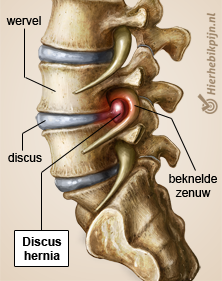 wervel
Hierhebikpijn.nl
discus
beknelde
zenuw
Discus
hernia